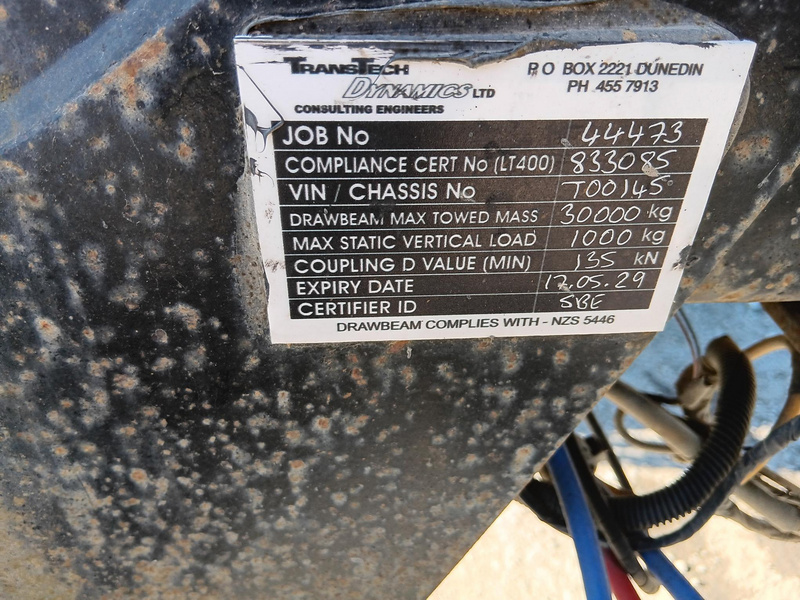 TRANSTECH P O BOX 2221 DUNEDIN
DYNAMICS LTD PH 455 7913
CONSULTING ENGINEERS
JOB No 44473
COMPLIANCE CERT No (LT400) 833085
VIN / CHASSIS No T00145
DRAWBEAM MAX TOWED MASS 30000 kg
MAX STATIC VERTICAL LOAD 1000 kg
COUPLING D VALUE (MIN) 135 kN
EXPIRY DATE 17.05.29
CERTIFIER ID SBE
DRAWBEAM COMPLIES WITH - NZS 5446